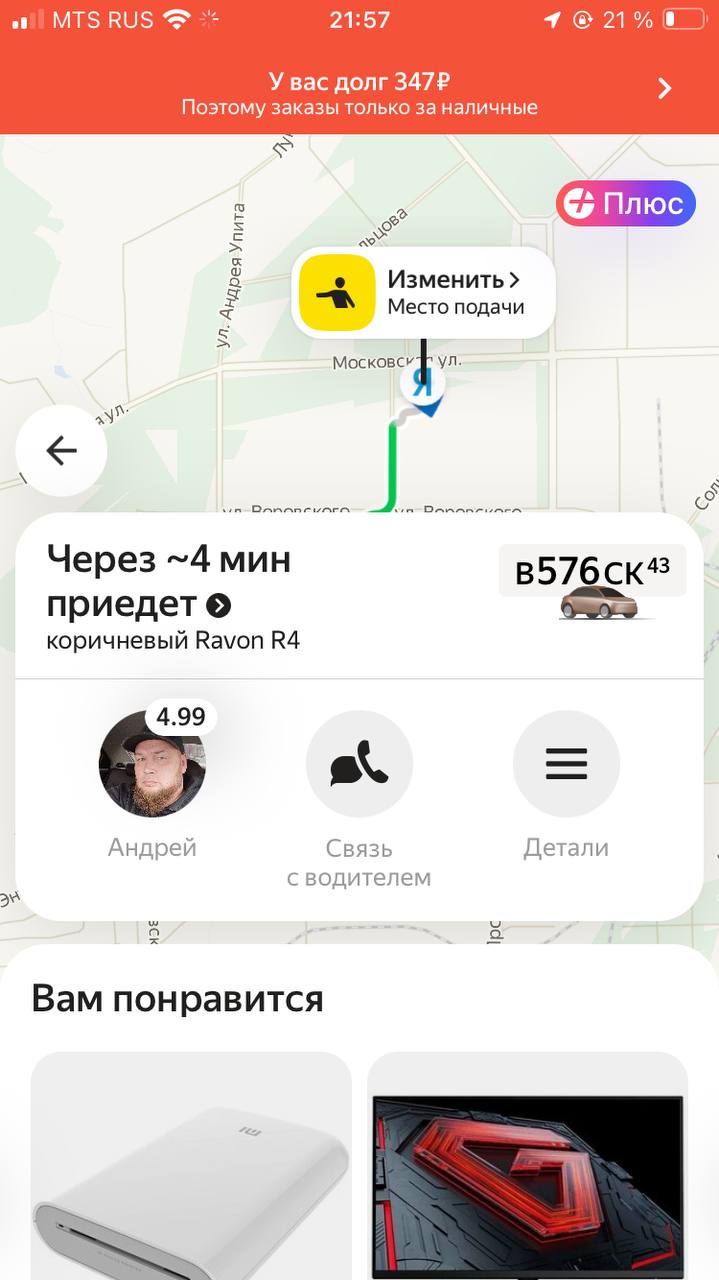 MTS RUS 21:57 21 %
У вас долг 347₽
Поэтому заказы только за наличные
Плюс
ул. Андрея Упита
Изменить
Место подачи
Московская ул.
Я
я ул.
ул. Воровского ул. Воровского
Через ~4 мин
приедет
коричневый Ravon R4
В576СК 43
4.99
Андрей
Связь
с водителем
Детали
Вам понравится